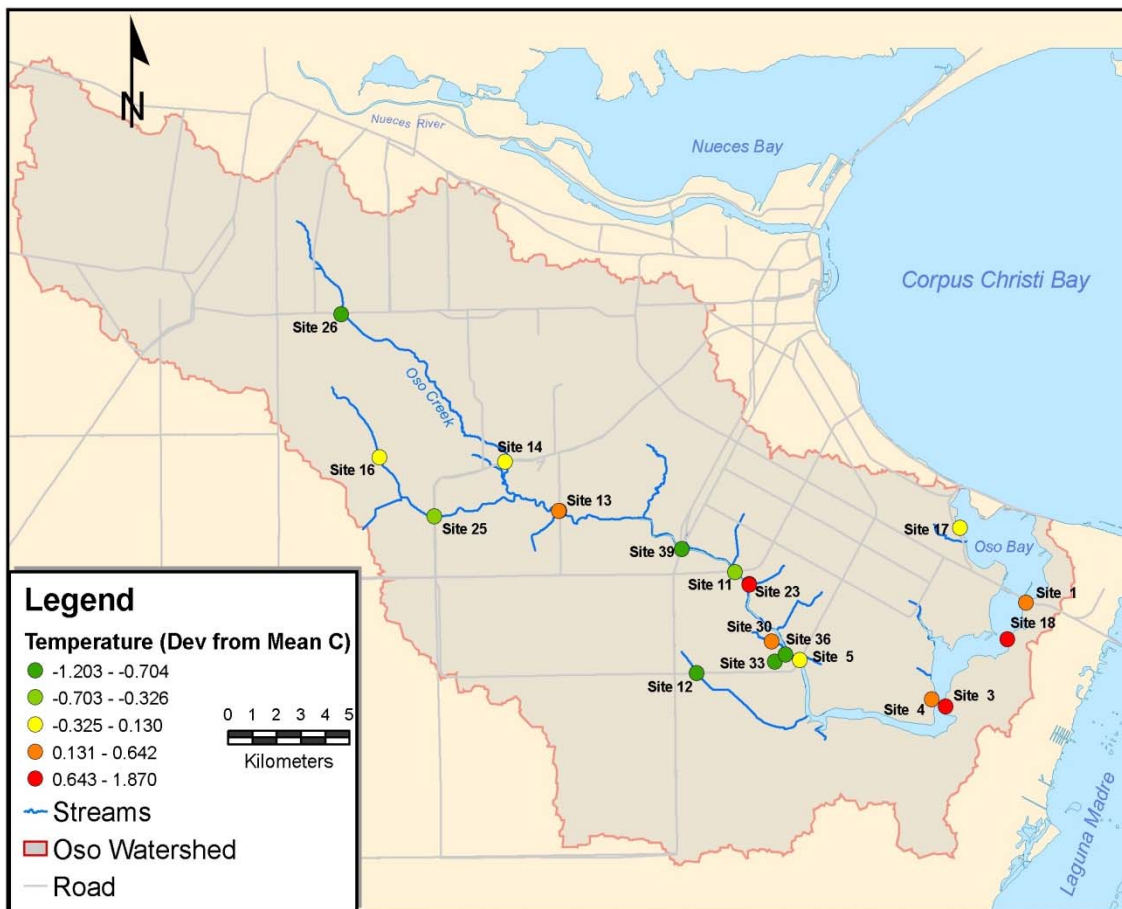 N
Nueces River
Nueces Bay
Corpus Christi Bay
Site 26
Oso Creek
Site 14
Site 16
Site 13
Site 25
Site 17
Oso Bay
Site 39
Site 11
Site 23
Site 1
Site 18
Site 30
Site 36
Site 33
Site 5
Site 12
Site 4
Site 3
Laguna Madre
Legend
Temperature (Dev from Mean C)
-1.203 - -0.704
-0.703 - -0.326
-0.325 - 0.130
0.131 - 0.642
0.643 - 1.870
0 1 2 3 4 5
Kilometers
Streams
Oso Watershed
Road